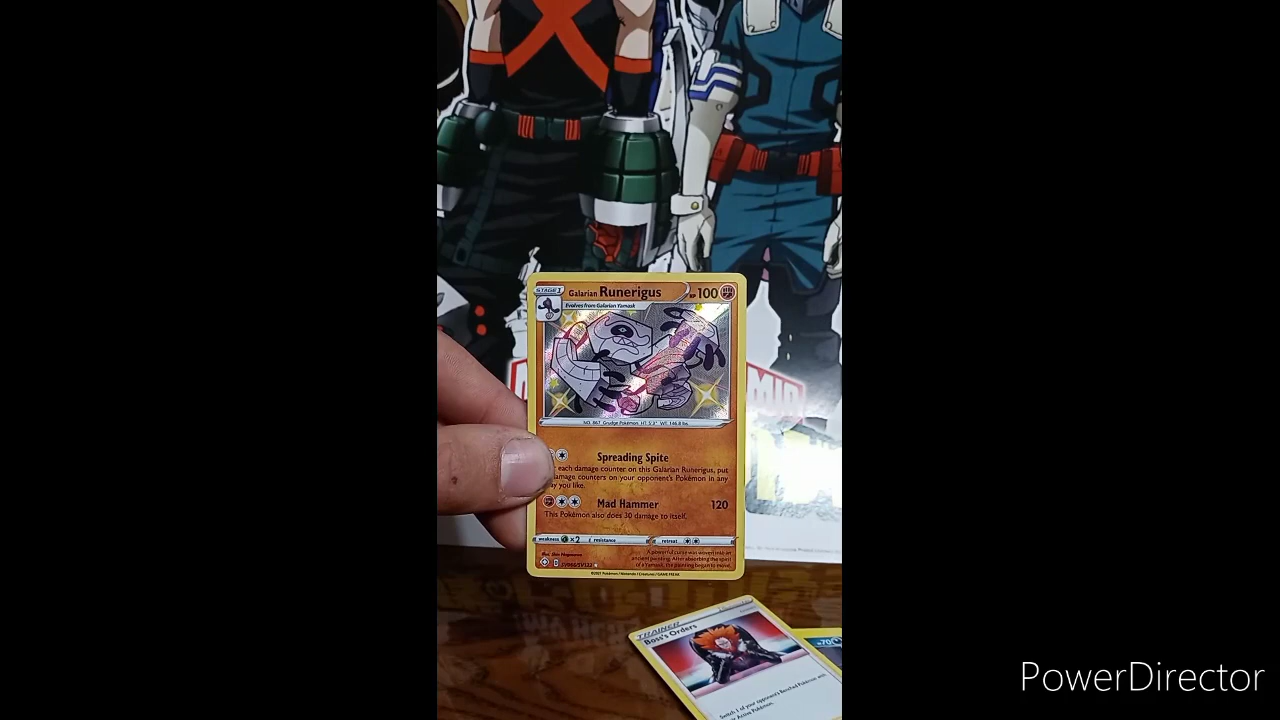 STAGE 1
Galarian Runerigus HP 100
Evolves from Galarian Yamask
NO. 867 Grudge Pokémon HT: 5'3" WT: 146.8 lbs
Spreading Spite
each damage counter on this Galarian Runerigus, put
damage counters on your opponent's Pokémon in any
you like.
Mad Hammer 120
This Pokémon also does 30 damage to itself.
weakness ×2 resistance retreat
A powerful curse was woven into an
ancient painting. After absorbing the spirit
of a Yamask, the painting began to move.
©2021 Pokémon / Nintendo / Creatures / GAME FREAK
TRAINER
Boss's Orders
Switch 1 of your opponent's Benched Pokémon with
Active Pokémon.
PowerDirector